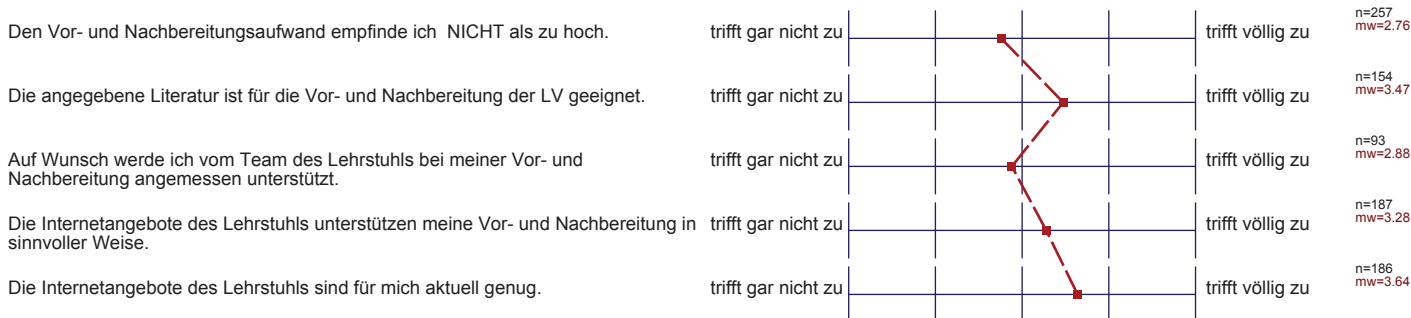 Den Vor- und Nachbereitungsaufwand empfinde ich NICHT als zu hoch. trifft gar nicht zu trifft völlig zu n=257
mw=2.76
Die angegebene Literatur ist für die Vor- und Nachbereitung der LV geeignet. trifft gar nicht zu trifft völlig zu n=154
mw=3.47
Auf Wunsch werde ich vom Team des Lehrstuhls bei meiner Vor- und trifft gar nicht zu trifft völlig zu n=93
mw=2.88
Nachbereitung angemessen unterstützt.
Die Internetangebote des Lehrstuhls unterstützen meine Vor- und Nachbereitung in trifft gar nicht zu trifft völlig zu n=187
mw=3.28
sinnvoller Weise.
Die Internetangebote des Lehrstuhls sind für mich aktuell genug. trifft gar nicht zu trifft völlig zu n=186
mw=3.64